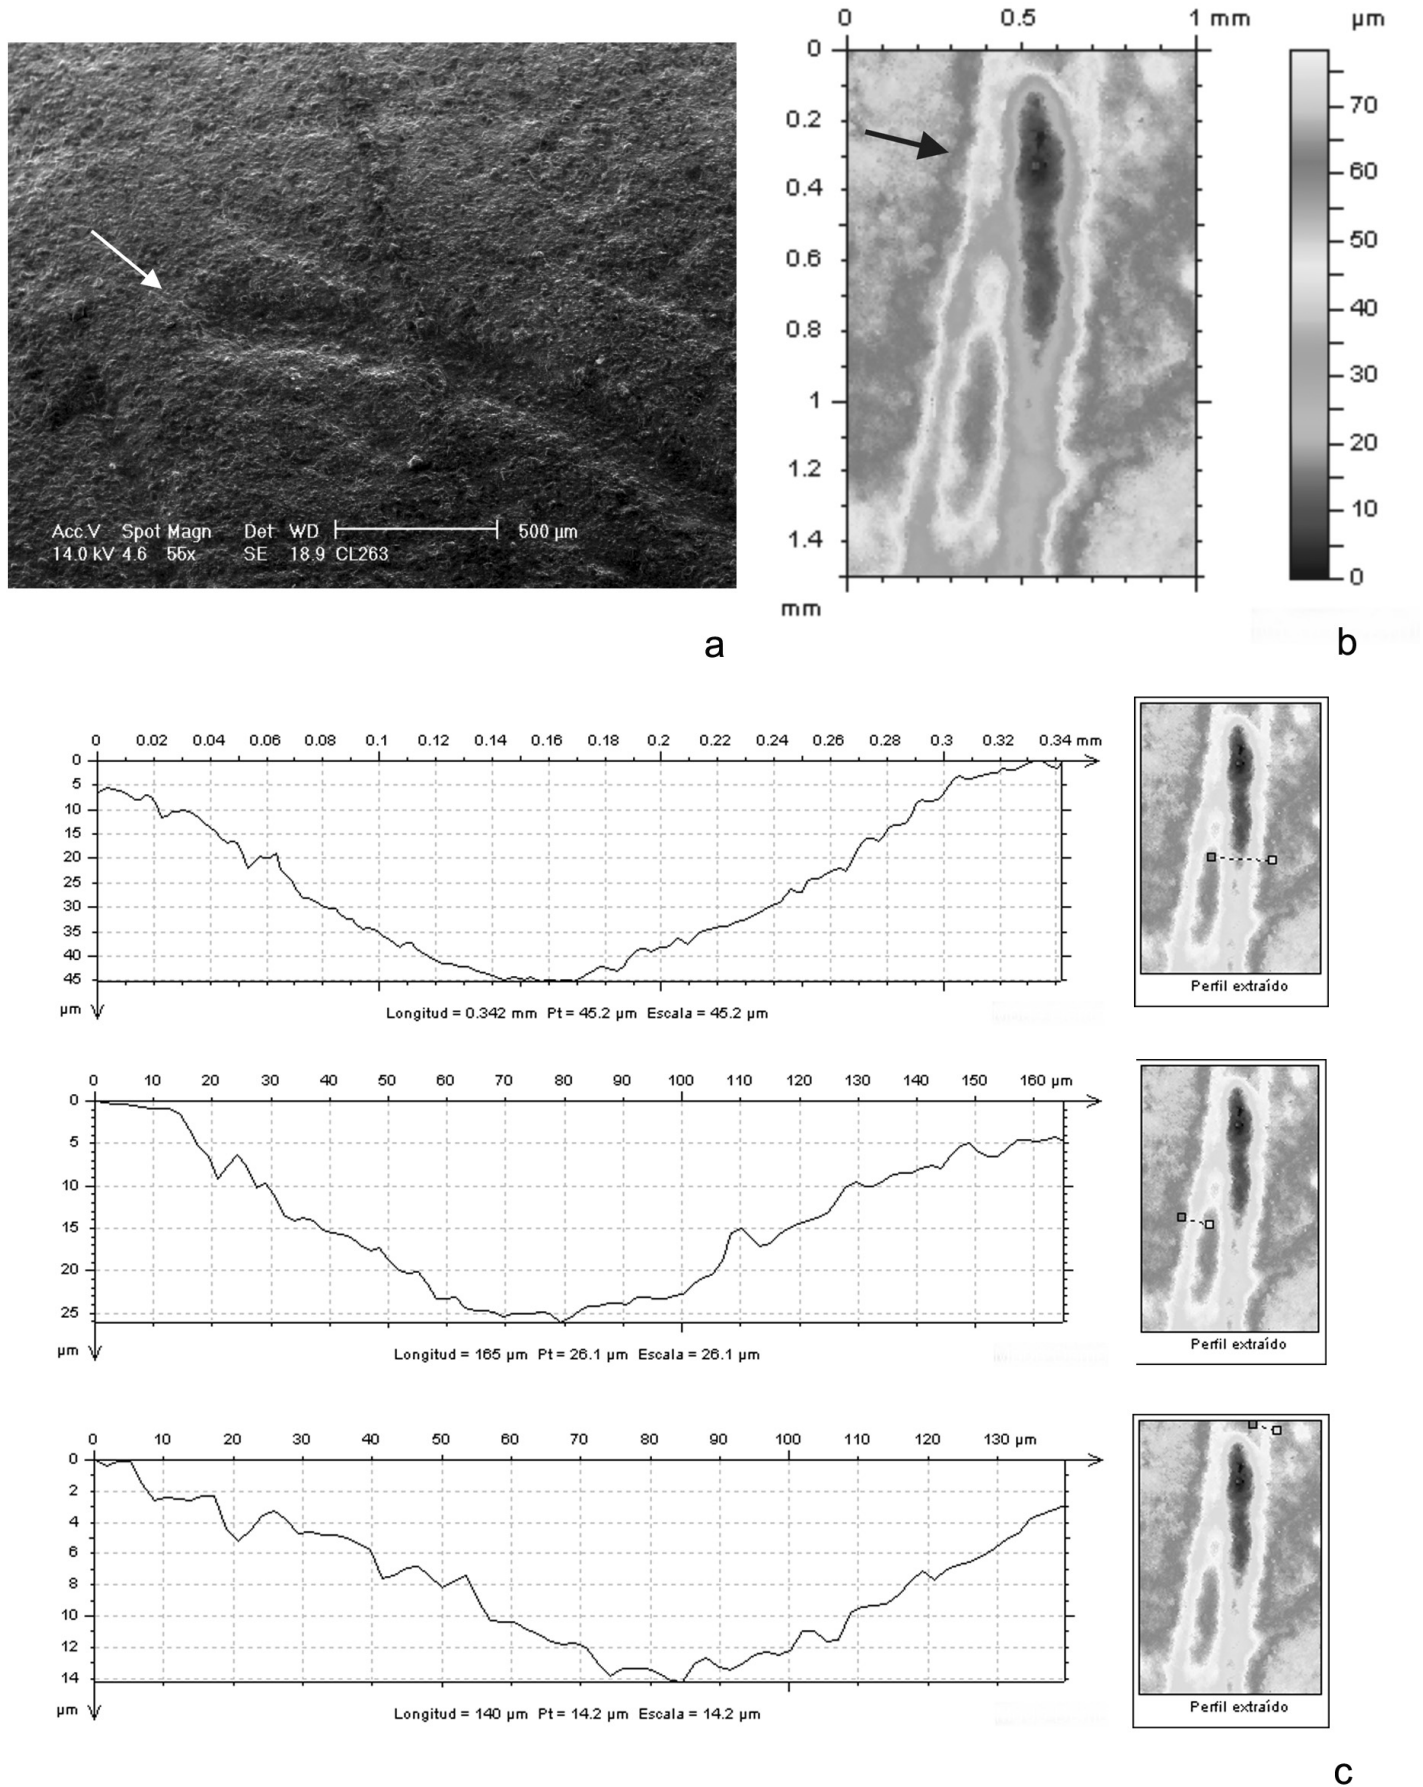 0 0.5 1 mm µm
0
0.2
0.4
0.6
0.8
1
1.2
1.4
mm
70
60
50
40
30
20
10
0
Acc.V Spot Magn Det WD 500 µm
14.0 kV 4.6 56x SE 18.9 CL263
a
b
0 0.02 0.04 0.06 0.08 0.1 0.12 0.14 0.16 0.18 0.2 0.22 0.24 0.26 0.28 0.3 0.32 0.34 mm
0
5
10
15
20
25
30
35
40
45
µm
Longitud = 0.342 mm Pt = 45.2 µm Escala = 45.2 µm
Perfil extraído
0 10 20 30 40 50 60 70 80 90 100 110 120 130 140 150 160 µm
0
5
10
15
20
25
µm
Longitud = 165 µm Pt = 26.1 µm Escala = 26.1 µm
Perfil extraído
0 10 20 30 40 50 60 70 80 90 100 110 120 130 µm
0
2
4
6
8
10
12
14
µm
Longitud = 140 µm Pt = 14.2 µm Escala = 14.2 µm
Perfil extraído
c